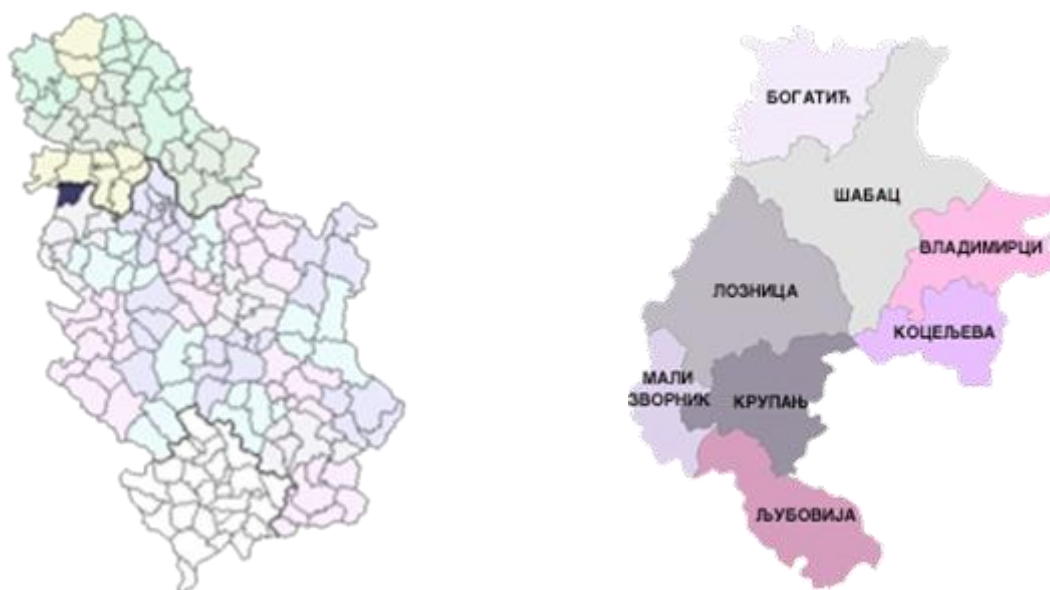 БОГАТИЋ
ШАБАЦ
ВЛАДИМИРЦИ
ЛОЗНИЦА
КОЦЕЉЕВА
МАЛИ
ЗВОРНИК
КРУПАЊ
ЉУБОВИЈА